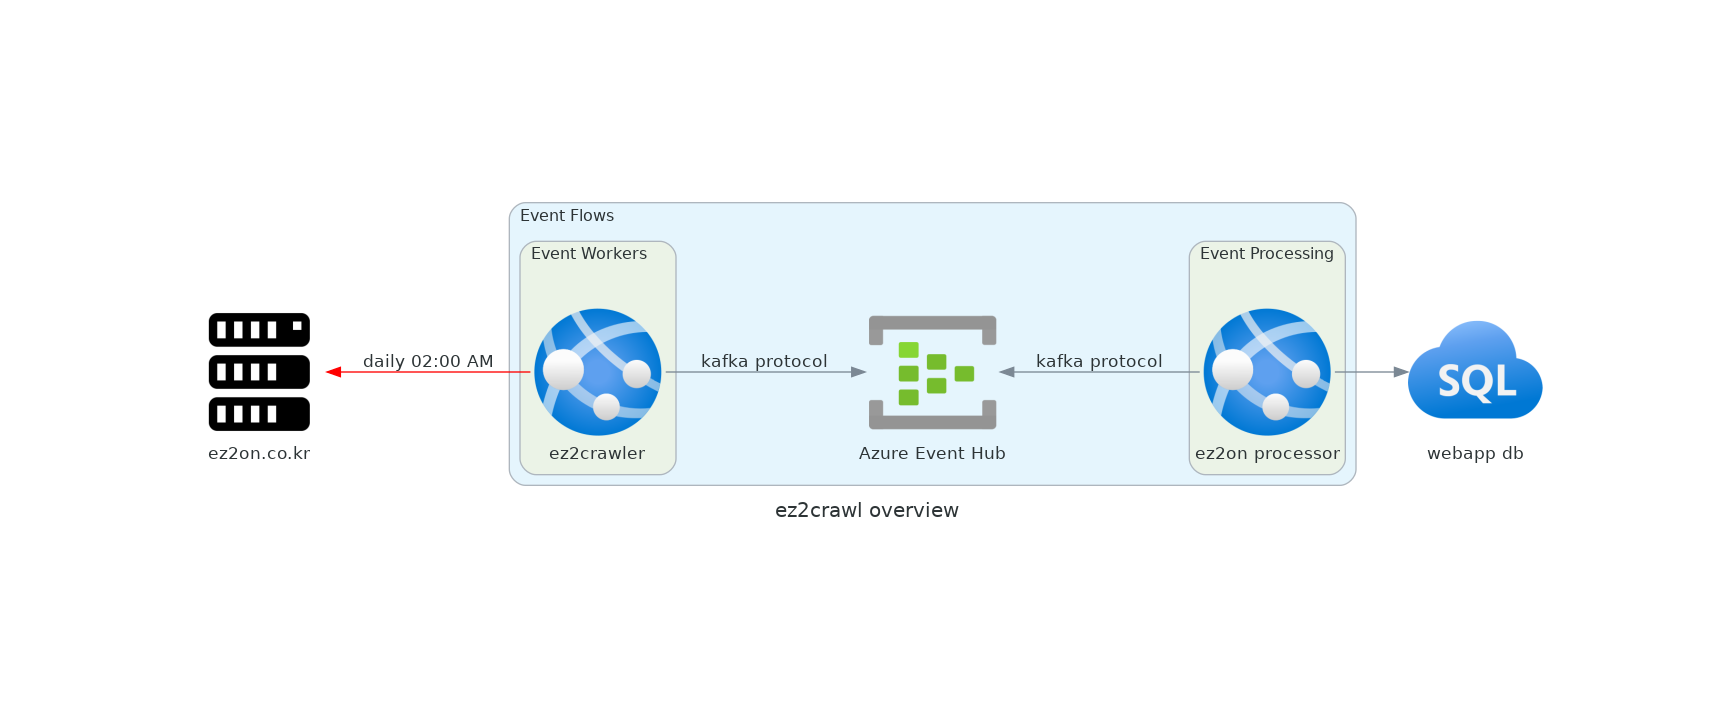 Event Flows
Event Workers
Event Processing
daily 02:00 AM
kafka protocol
kafka protocol
SQL
ez2on.co.kr
ez2crawler
Azure Event Hub
ez2on processor
webapp db
ez2crawl overview